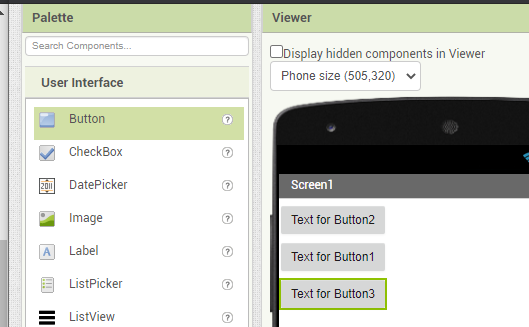 Palette
Search Components...
User Interface
Button
CheckBox
DatePicker
Image
Label
ListPicker
ListView
Viewer
Display hidden components in Viewer
Phone size (505,320)
Screen1
Text for Button2
Text for Button1
Text for Button3